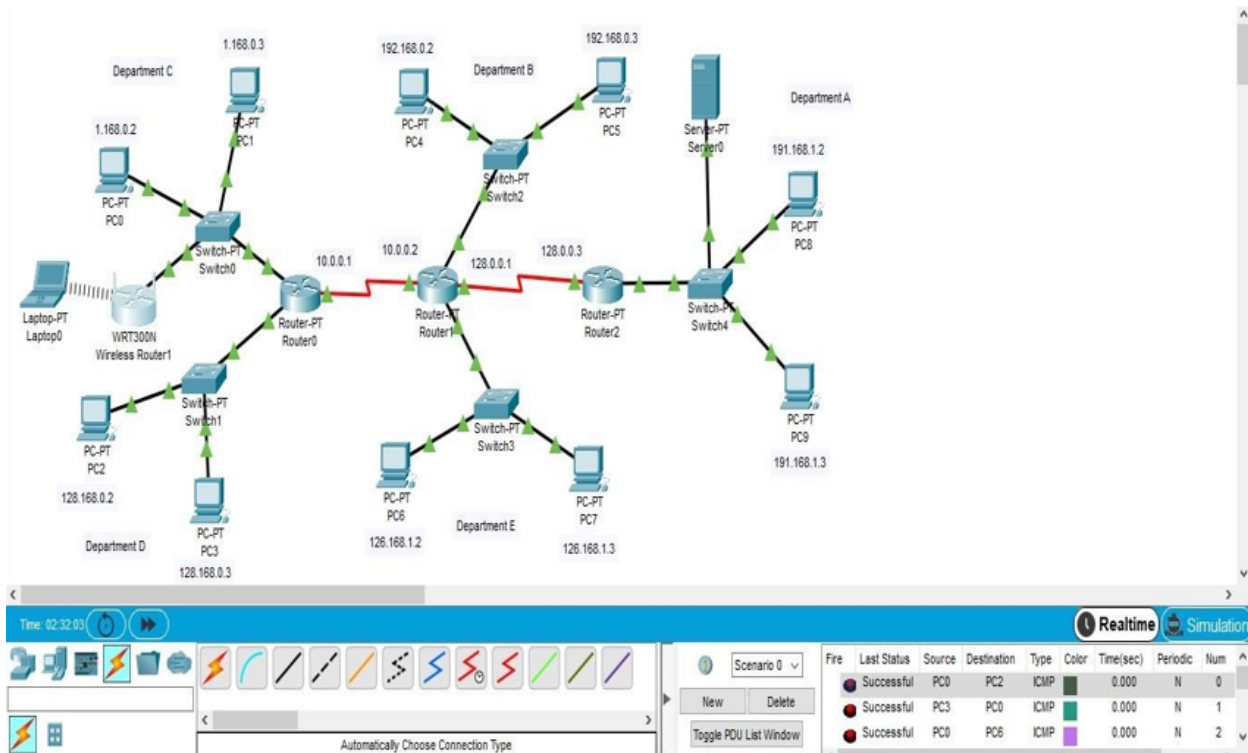 1.168.0.3
Department C
PC-PT
PC1
1.168.0.2
PC-PT
PC0
Switch-PT
Switch0
Laptop-PT
Laptop0
WRT300N
Wireless Router1
10.0.0.1
Router-PT
Router0
Switch-PT
Switch1
PC-PT
PC2
128.168.0.2
Department D
PC-PT
PC3
128.168.0.3
192.168.0.2
Department B
192.168.0.3
PC-PT
PC4
PC-PT
PC5
Switch-PT
Switch2
10.0.0.2
128.0.0.1
Router-PT
Router1
128.0.0.3
Router-PT
Router2
Switch-PT
Switch3
PC-PT
PC6
126.168.1.2
Department E
PC-PT
PC7
126.168.1.3
Server-PT
Server0
Department A
191.168.1.2
PC-PT
PC8
Switch-PT
Switch4
PC-PT
PC9
191.168.1.3
Time: 02:32:03
Realtime
Simulation
Automatically Choose Connection Type
Scenario 0
New
Delete
Toggle PDU List Window
Fire Last Status Source Destination Type Color Time(sec) Periodic Num
Successful PC0 PC2 ICMP 0.000 N 0
Successful PC3 PC0 ICMP 0.000 N 1
Successful PC0 PC6 ICMP 0.000 N 2